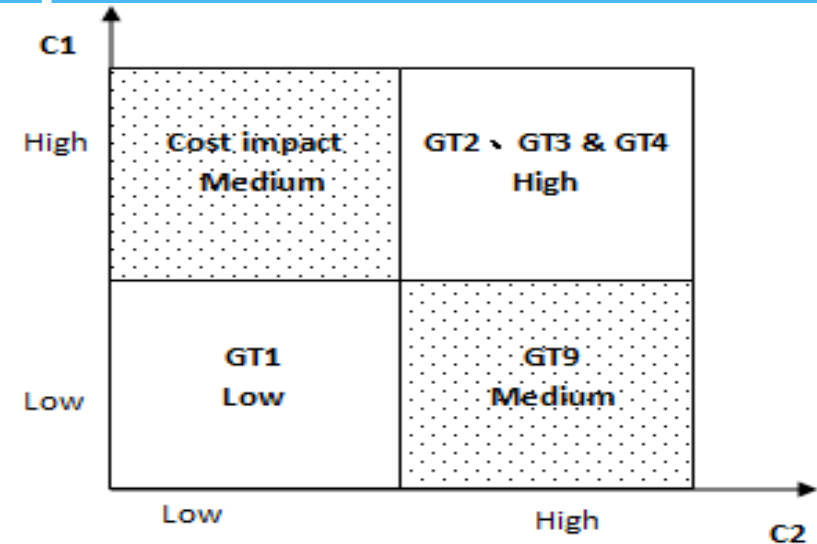 C1
High
Cost impact
Medium
GT2、 GT3 & GT4
High
Low
GT1
Low
GT9
Medium
Low
High
C2